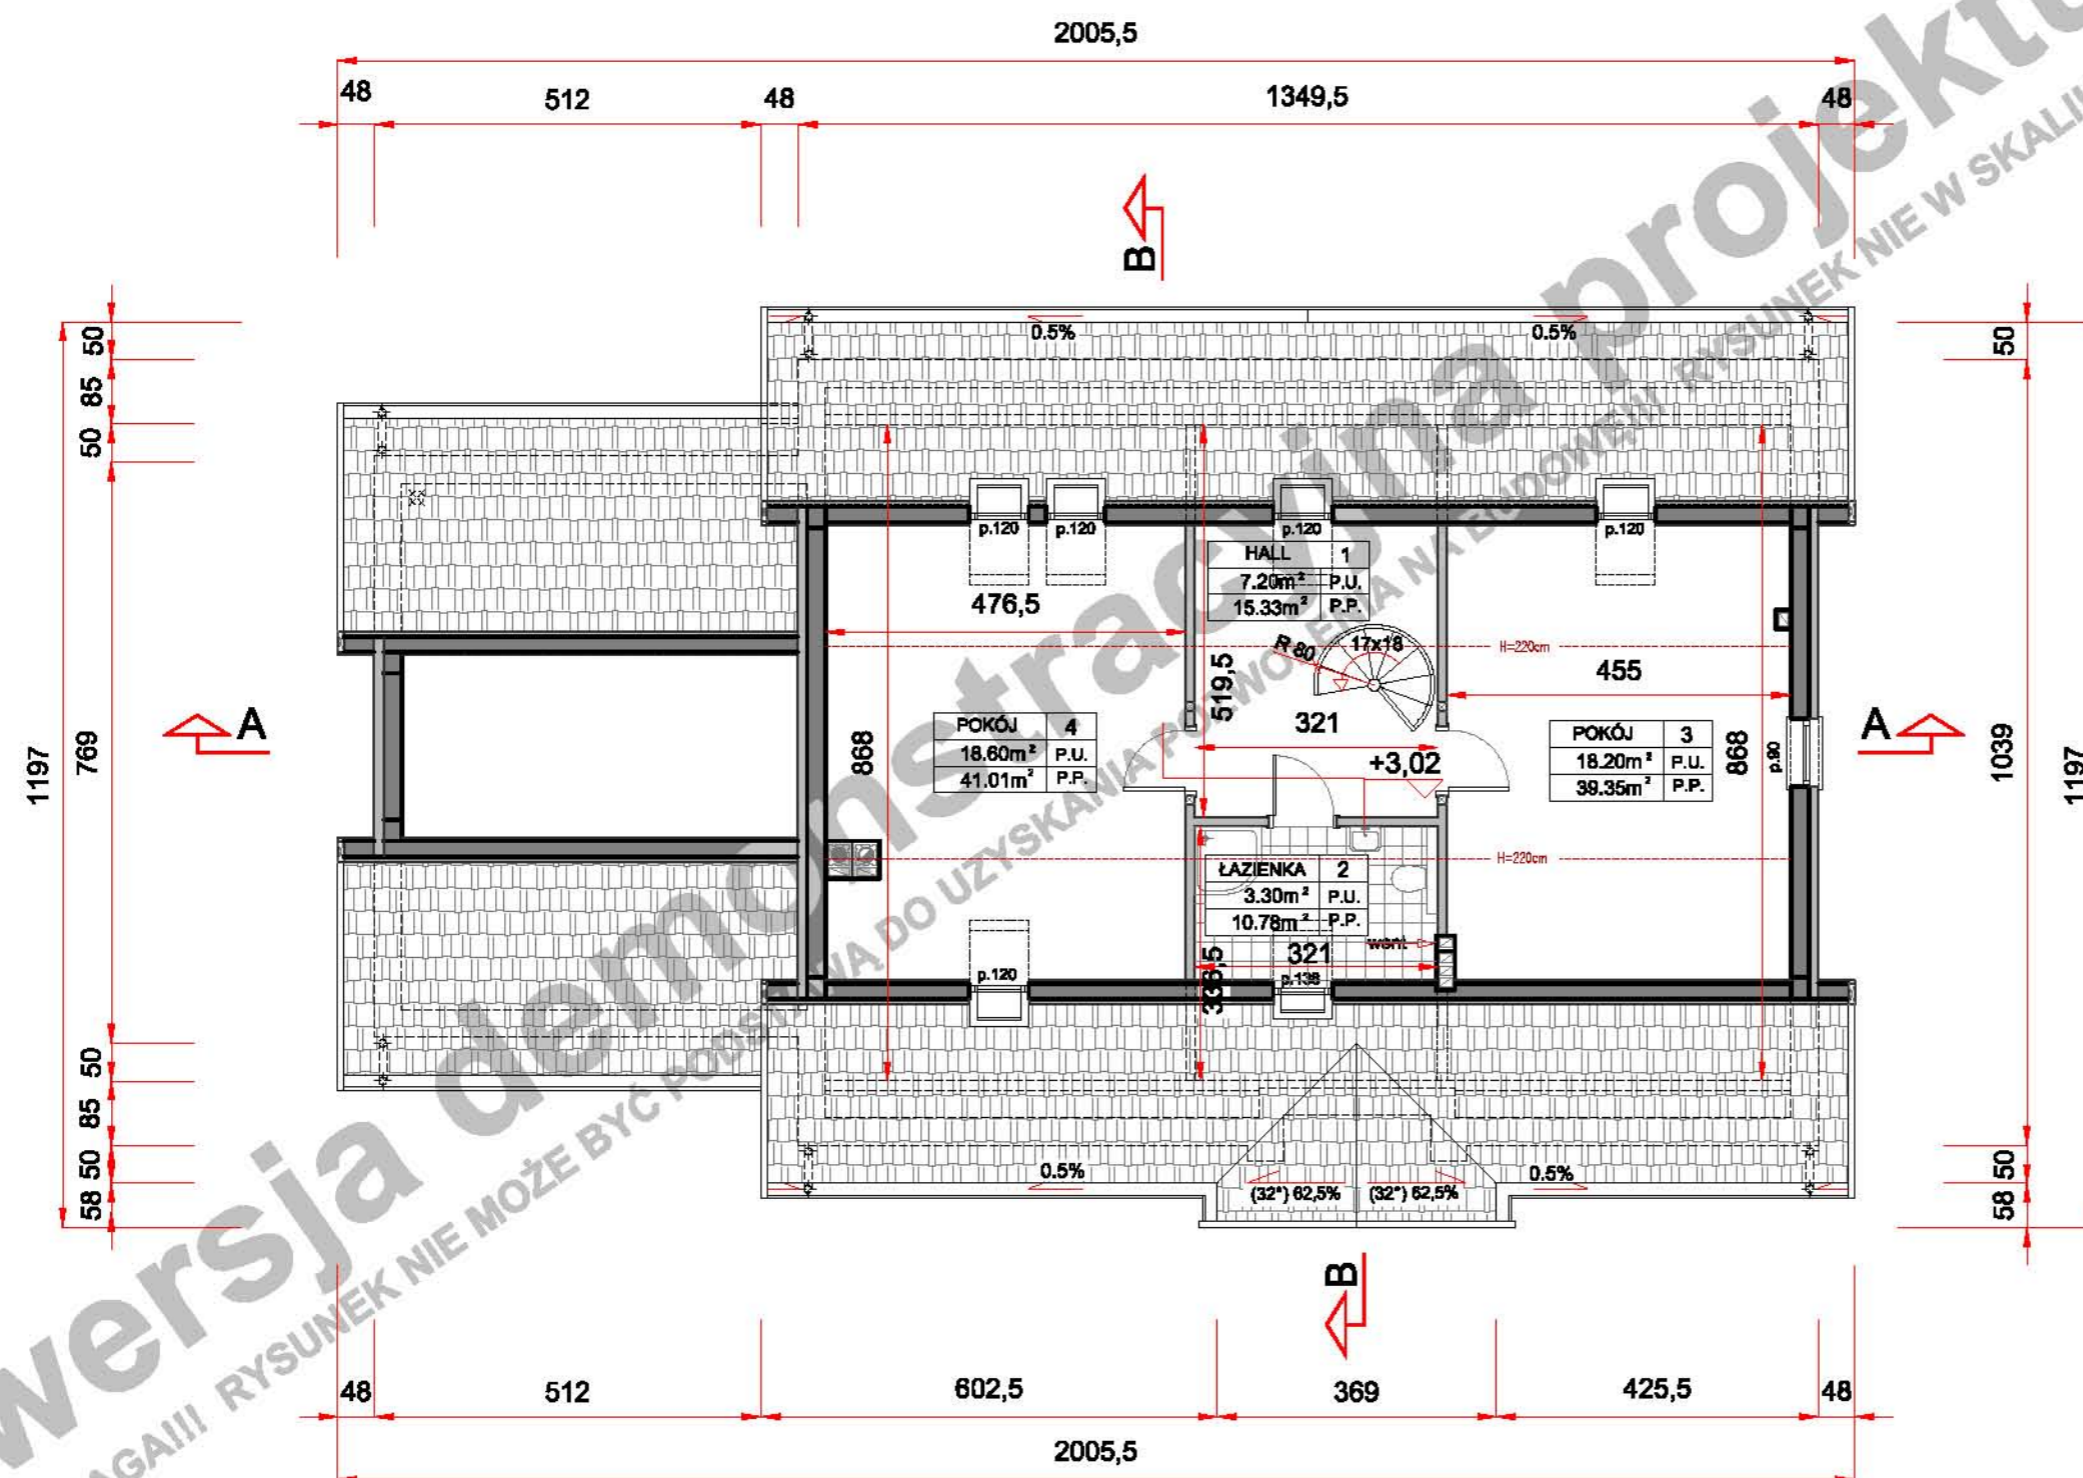 2005,5
48 512 48 1349,5 48
B
50
85
50
769
1197
50
85
50
58
50
1039
1197
50
58
0.5% 0.5%
p.120 p.120 p.120 p.120
HALL 1
7.20m² P.U.
15.33m² P.P.
476,5
R 80 17x18
H=220cm
519,5
321
455
A A
868
POKÓJ 4
18.60m² P.U.
41.01m² P.P.
+3,02
POKÓJ 3
18.20m² P.U.
39.35m² P.P.
868
p.90
H=220cm
ŁAZIENKA 2
3.30m² P.U.
10.78m² P.P.
went.
321
p.120
p.138
0.5% 0.5%
(32°) 62,5% (32°) 62,5%
B
48 512 602,5 369 425,5 48
2005,5
wersja demonstracyjna projektu
RYSUNEK NIE MOŻE BYĆ PODSTAWĄ DO UZYSKANIA POZWOLENIA NA BUDOWĘ!!! RYSUNEK NIE W SKALI!!